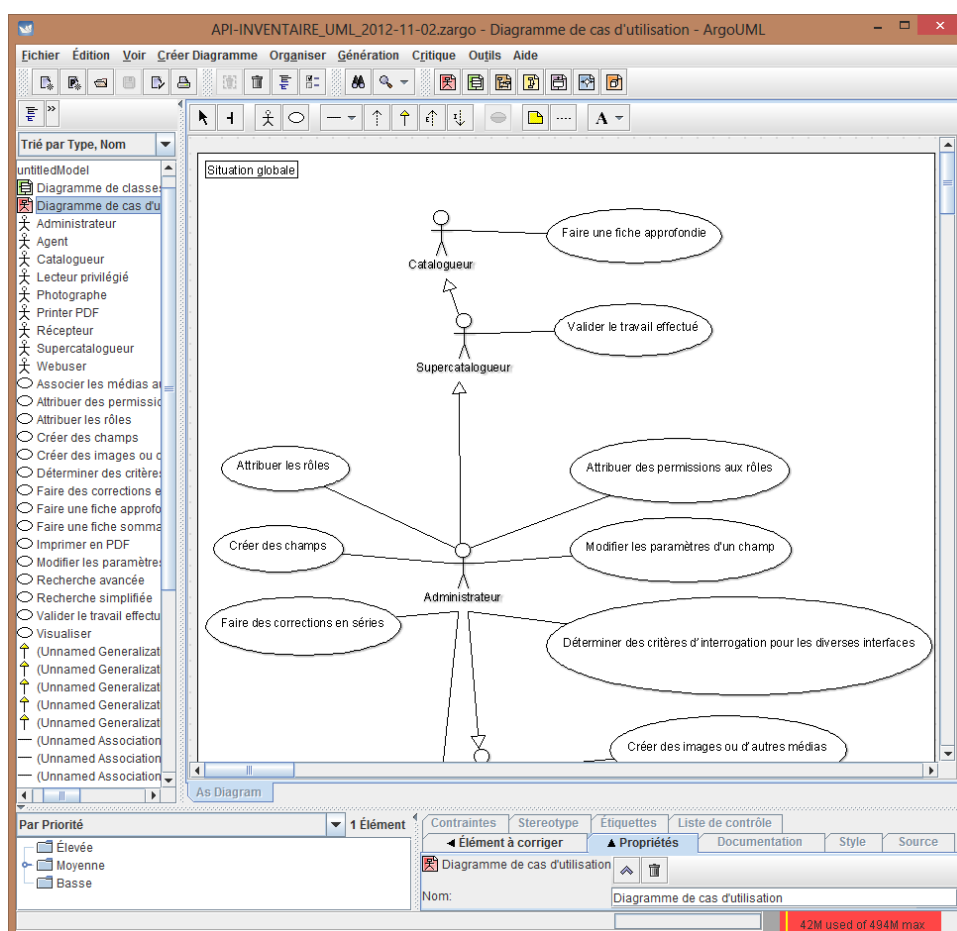 API-INVENTAIRE_UML_2012-11-02.zargo - Diagramme de cas d'utilisation - ArgoUML
Fichier Édition Voir Créer Diagramme Organiser Génération Critique Outils Aide
A
Trié par Type, Nom
untitledModel
Diagramme de classes
Diagramme de cas d'u
Administrateur
Agent
Catalogueur
Lecteur privilégié
Photographe
Printer PDF
Récepteur
Supercatalogueur
Webuser
Associer les médias au
Attribuer des permissio
Attribuer les rôles
Créer des champs
Créer des images ou d
Déterminer des critères
Faire des corrections e
Faire une fiche approfo
Faire une fiche somma
Imprimer en PDF
Modifier les paramètres
Recherche avancée
Recherche simplifiée
Valider le travail effectu
Visualiser
(Unnamed Generalizat
(Unnamed Generalizat
(Unnamed Generalizat
(Unnamed Generalizat
(Unnamed Generalizat
(Unnamed Association
(Unnamed Association
(Unnamed Association
Situation globale
Faire une fiche approfondie
Catalogueur
Valider le travail effectué
Supercatalogueur
Attribuer les rôles
Attribuer des permissions aux rôles
Créer des champs
Modifier les paramètres d'un champ
Administrateur
Faire des corrections en séries
Déterminer des critères d'interrogation pour les diverses interfaces
Créer des images ou d'autres médias
As Diagram
Par Priorité
1 Élément
Élevée
Moyenne
Basse
Contraintes Stereotype Étiquettes Liste de contrôle
Élément à corriger Propriétés Documentation Style Source
Diagramme de cas d'utilisation
Nom: Diagramme de cas d'utilisation
42M used of 494M max